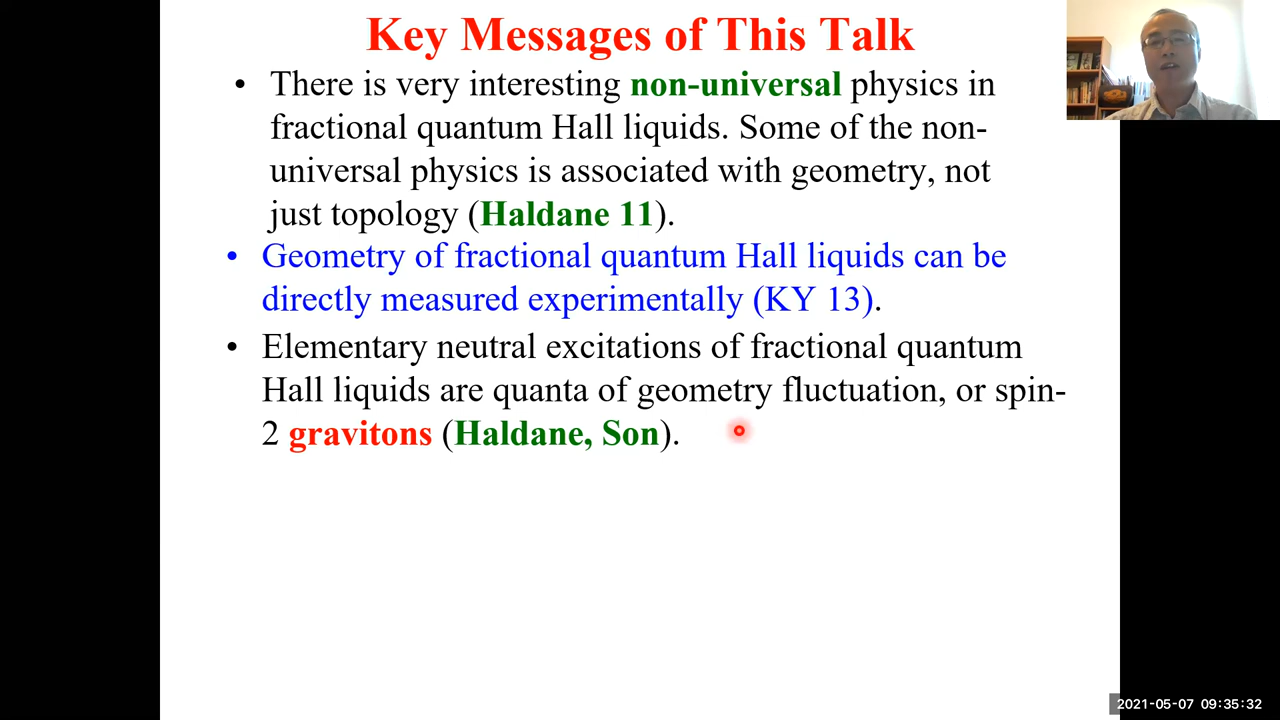 Key Messages of This Talk
• There is very interesting non-universal physics in
fractional quantum Hall liquids. Some of the non-
universal physics is associated with geometry, not
just topology (Haldane 11).
• Geometry of fractional quantum Hall liquids can be
directly measured experimentally (KY 13).
• Elementary neutral excitations of fractional quantum
Hall liquids are quanta of geometry fluctuation, or spin-
2 gravitons (Haldane, Son).
2021-05-07 09:35:32